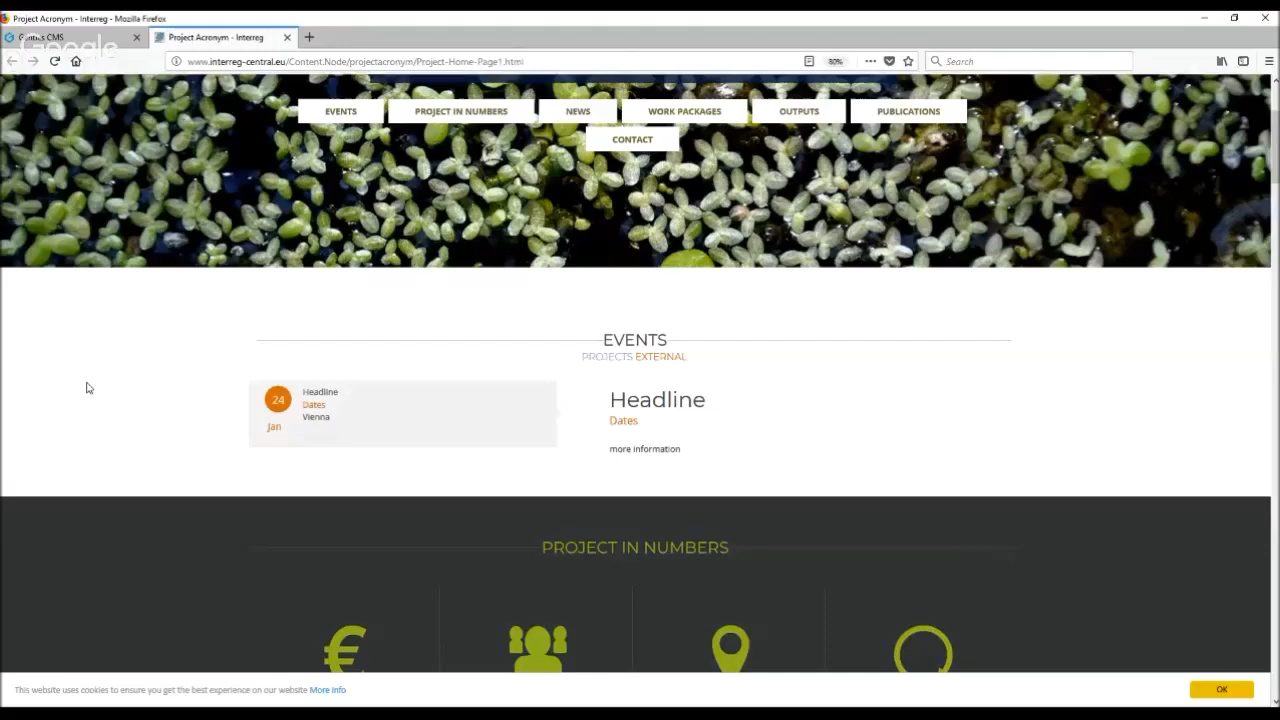 Project Acronym - Interreg - Mozilla Firefox
Gentics CMS
Google
Project Acronym - Interreg
www.interreg-central.eu/Content.Node/projectacronym/Project-Home-Page1.html
80%
Search
EVENTS
PROJECT IN NUMBERS
NEWS
WORK PACKAGES
OUTPUTS
PUBLICATIONS
CONTACT
EVENTS
PROJECTS EXTERNAL
24
Jan
Headline
Dates
Vienna
Headline
Dates
more information
PROJECT IN NUMBERS
€
This website uses cookies to ensure you get the best experience on our website More info
OK